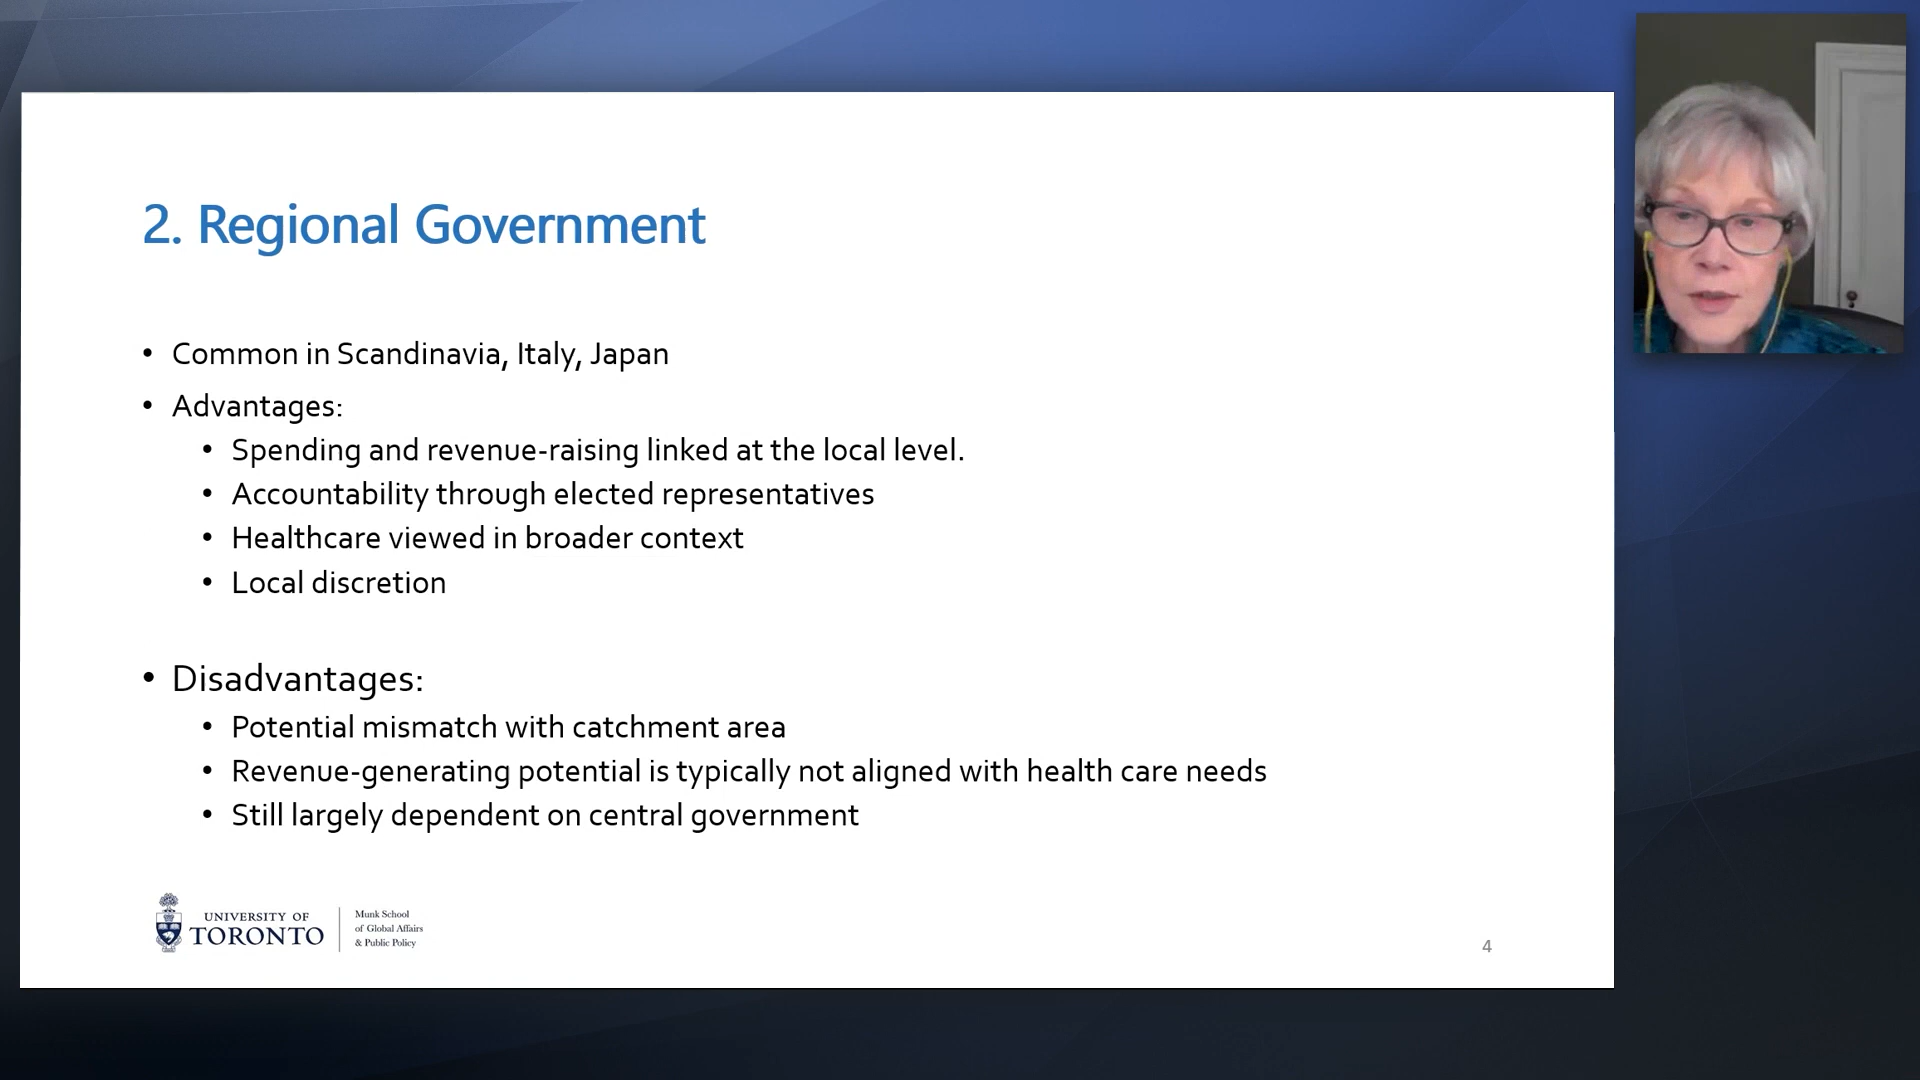 2. Regional Government
• Common in Scandinavia, Italy, Japan
• Advantages:
• Spending and revenue-raising linked at the local level.
• Accountability through elected representatives
• Healthcare viewed in broader context
• Local discretion
• Disadvantages:
• Potential mismatch with catchment area
• Revenue-generating potential is typically not aligned with health care needs
• Still largely dependent on central government
UNIVERSITY OF
TORONTO
Munk School
of Global Affairs
& Public Policy
4